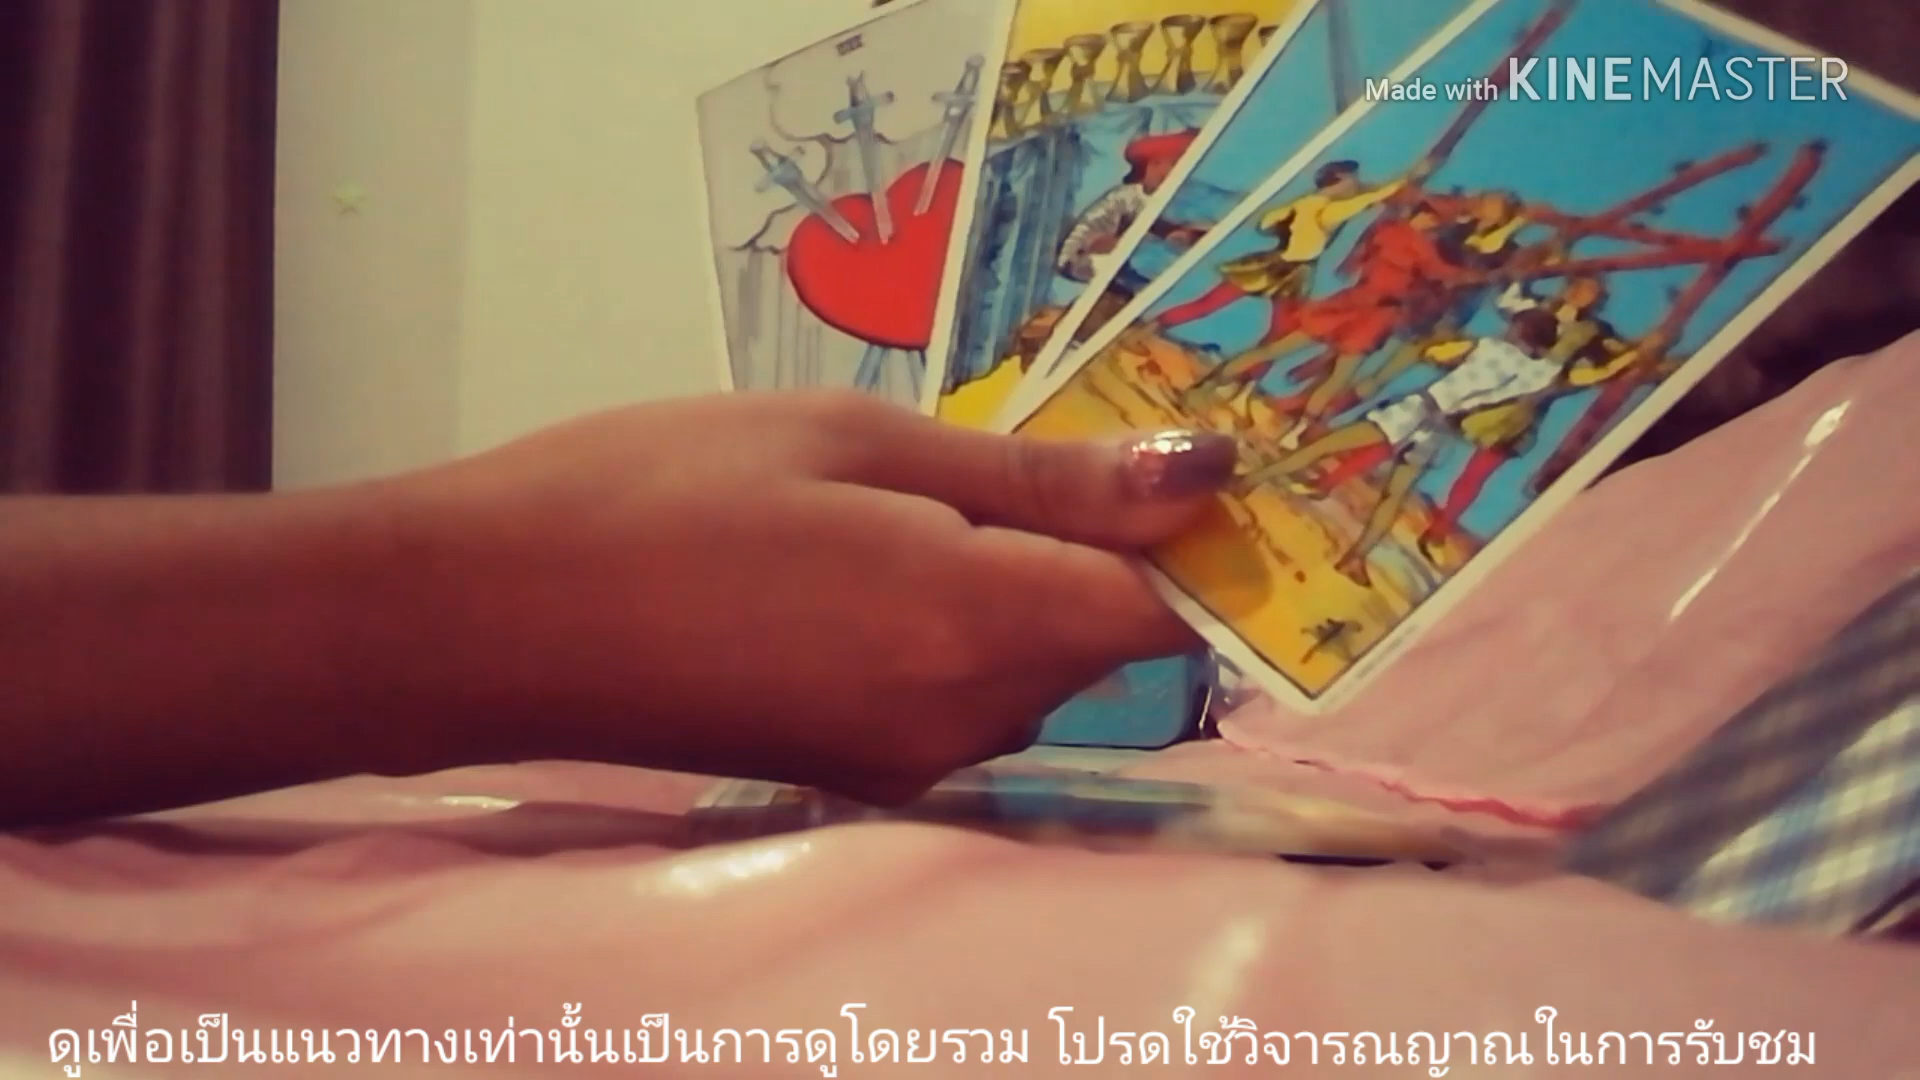 III
Made with KINEMASTER
ดูเพื่อเป็นแนวทางเท่านั้นเป็นการดูโดยรวม โปรดใช้วิจารณญาณในการรับชม